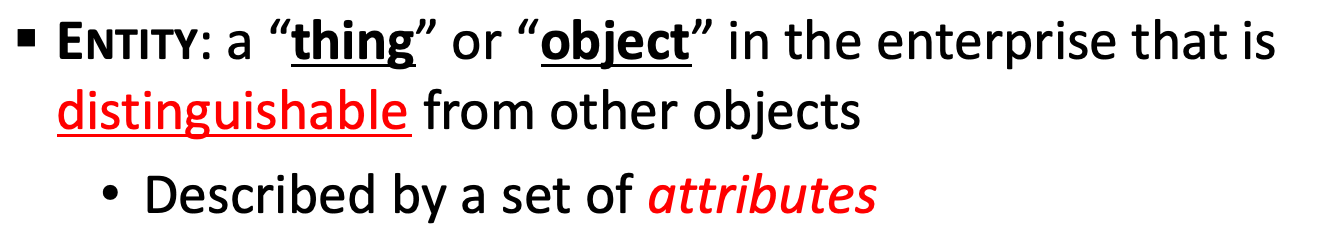 ▪ ENTITY: a “thing” or “object” in the enterprise that is
distinguishable from other objects
• Described by a set of attributes